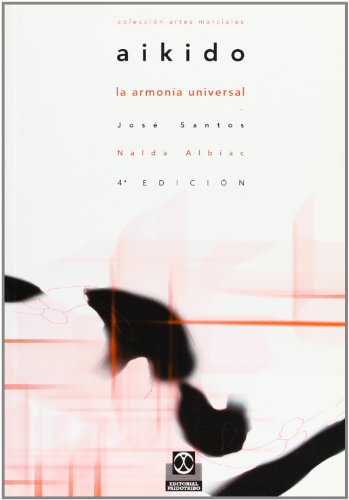 colección artes marciales
aikido
la armonía universal
José Santos
Nalda Albiac
4ª EDICIÓN
EDITORIAL
PAIDOTRIBO